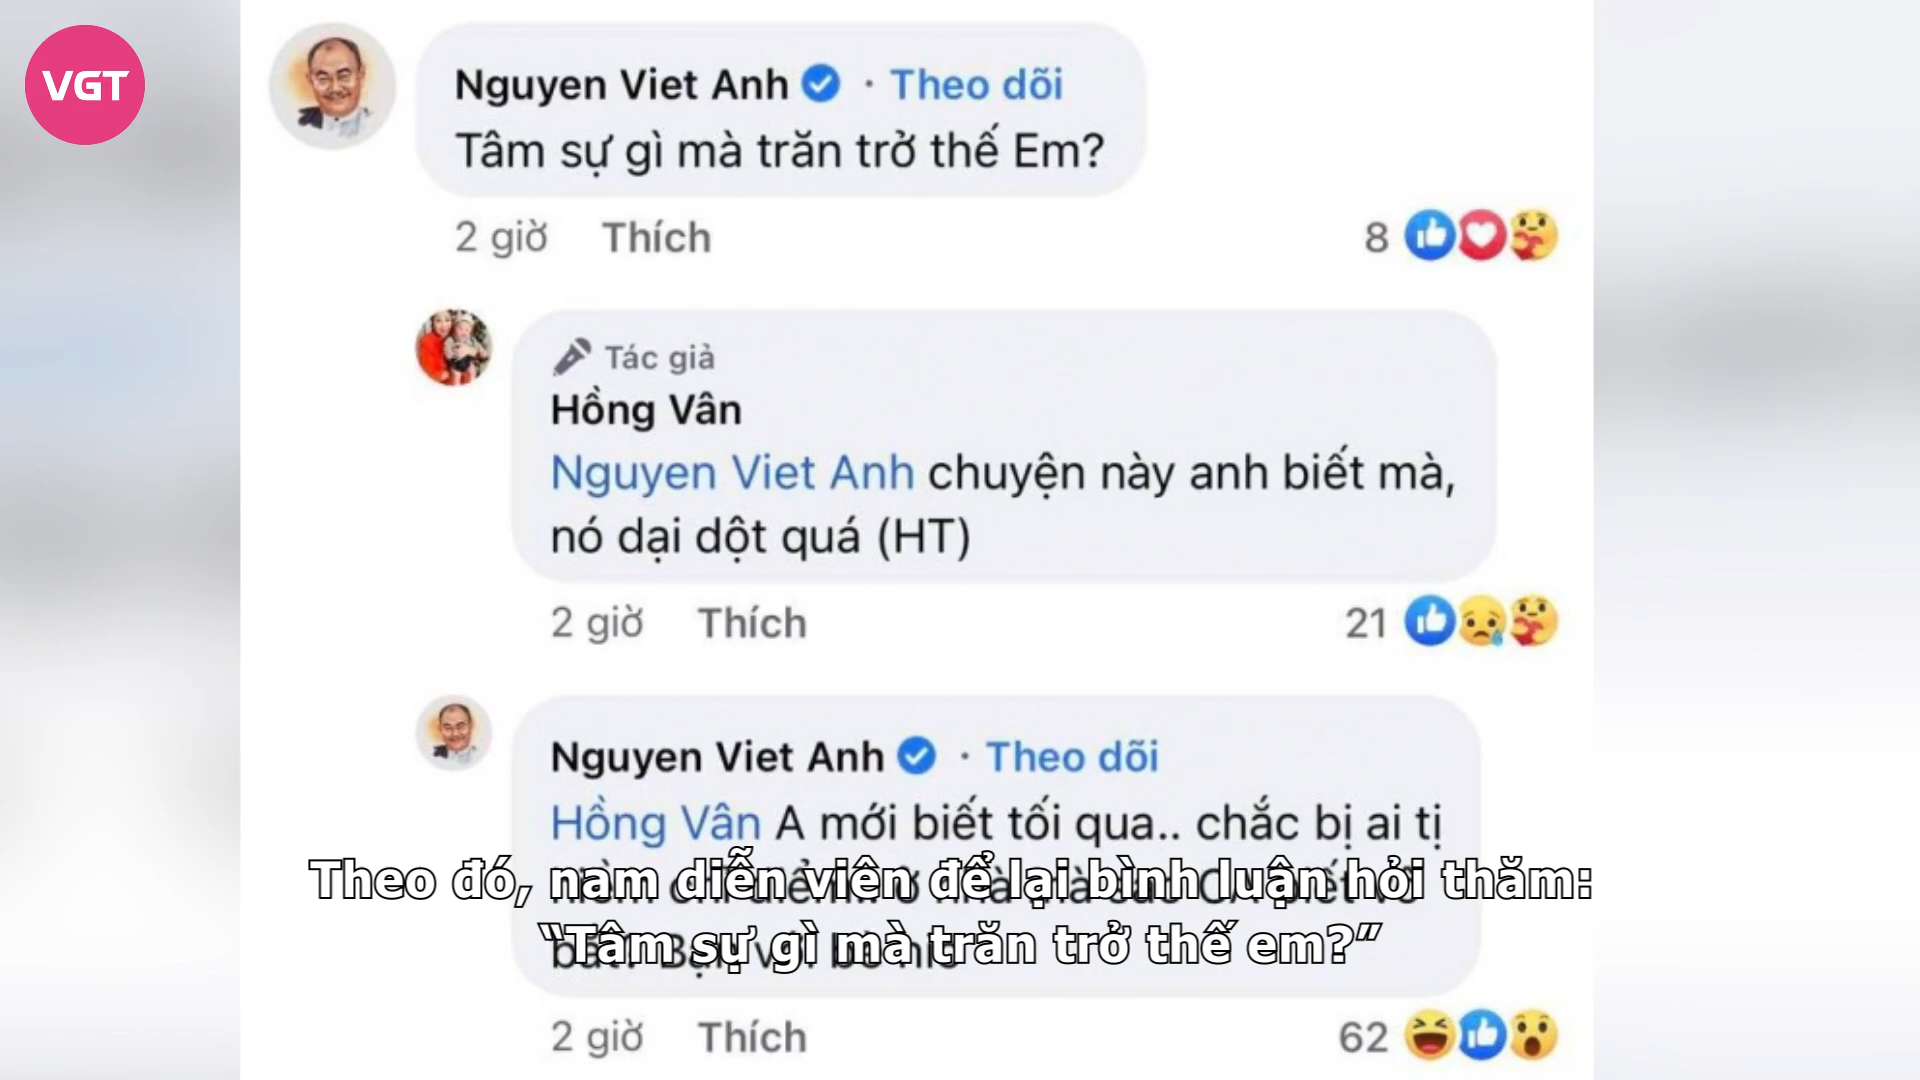 VGT
Nguyen Viet Anh · Theo dõi
Tâm sự gì mà trăn trở thế Em?
2 giờ Thích 8
Tác giả
Hồng Vân
Nguyen Viet Anh chuyện này anh biết mà,
nó dại dột quá (HT)
2 giờ Thích 21
Nguyen Viet Anh · Theo dõi
Hồng Vân A mới biết tối qua.. chắc bị ai tị
Theo đó, nam diễn viên để lại bình luận hỏi thăm:
“Tâm sự gì mà trăn trở thế em?”
2 giờ Thích 62